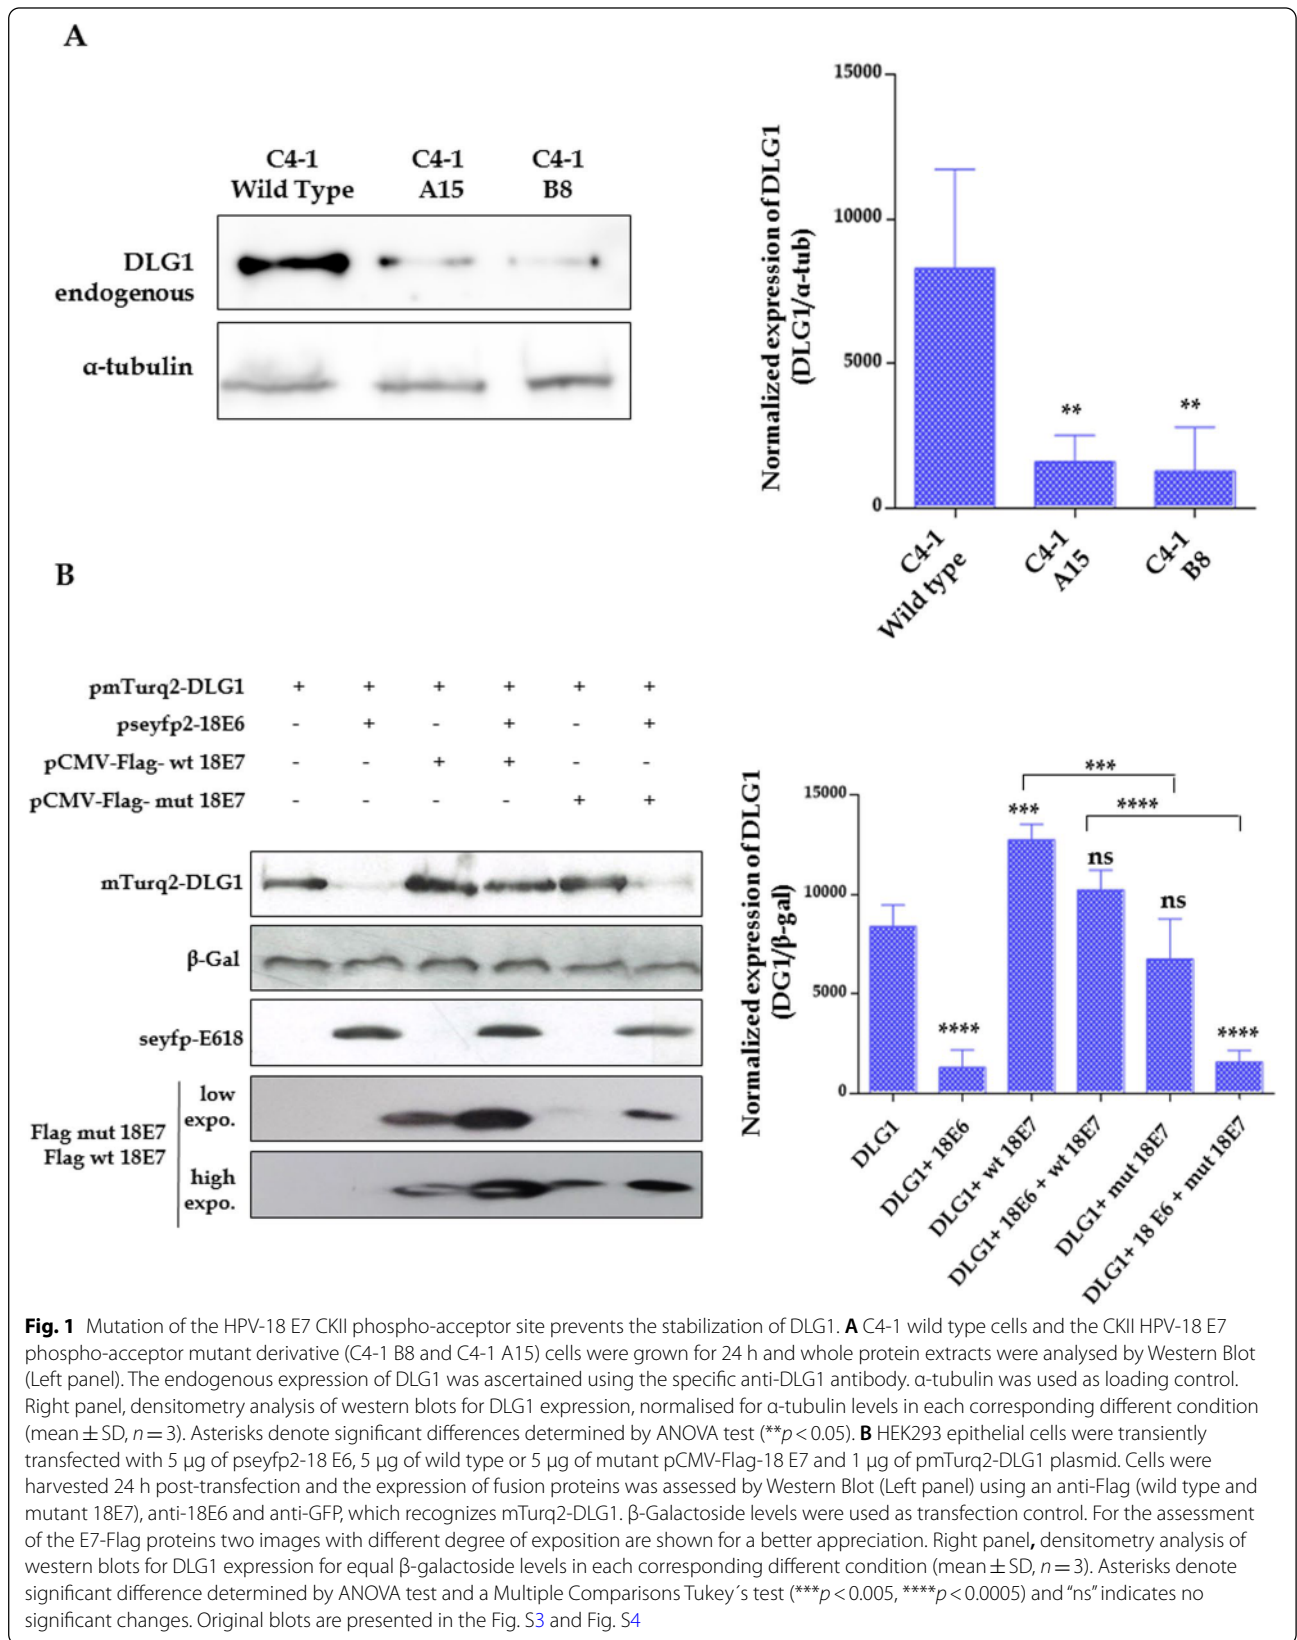 A
C4-1 C4-1 C4-1
Wild Type A15 B8
DLG1
endogenous
α-tubulin
Normalized expression of DLG1
(DLG1/α-tub)
15000
10000
5000
0
** **
C4-1
Wild type
C4-1
A15
C4-1
B8
B
pmTurq2-DLG1 + + + + + +
pseyfp2-18E6 - + - + - +
pCMV-Flag- wt 18E7 - - + + - -
pCMV-Flag- mut 18E7 - - - - + +
mTurq2-DLG1
β-Gal
seyfp-E618
Flag mut 18E7
Flag wt 18E7
low
expo.
high
expo.
Normalized expression of DLG1
(DG1/β-gal)
15000
10000
5000
0
***
****
****
***
ns
ns
****
DLG1
DLG1+ 18E6
DLG1+ wt 18E7
DLG1+ 18E6 + wt 18E7
DLG1+ mut 18E7
DLG1+ 18 E6 + mut 18E7
Fig. 1 Mutation of the HPV-18 E7 CKII phospho-acceptor site prevents the stabilization of DLG1. A C4-1 wild type cells and the CKII HPV-18 E7
phospho-acceptor mutant derivative (C4-1 B8 and C4-1 A15) cells were grown for 24 h and whole protein extracts were analysed by Western Blot
(Left panel). The endogenous expression of DLG1 was ascertained using the specific anti-DLG1 antibody. α-tubulin was used as loading control.
Right panel, densitometry analysis of western blots for DLG1 expression, normalised for α-tubulin levels in each corresponding different condition
(mean ± SD, n = 3). Asterisks denote significant differences determined by ANOVA test (**p < 0.05). B HEK293 epithelial cells were transiently
transfected with 5 µg of pseyfp2-18 E6, 5 µg of wild type or 5 µg of mutant pCMV-Flag-18 E7 and 1 µg of pmTurq2-DLG1 plasmid. Cells were
harvested 24 h post-transfection and the expression of fusion proteins was assessed by Western Blot (Left panel) using an anti-Flag (wild type and
mutant 18E7), anti-18E6 and anti-GFP, which recognizes mTurq2-DLG1. β-Galactoside levels were used as transfection control. For the assessment
of the E7-Flag proteins two images with different degree of exposition are shown for a better appreciation. Right panel, densitometry analysis of
western blots for DLG1 expression for equal β-galactoside levels in each corresponding different condition (mean ± SD, n = 3). Asterisks denote
significant difference determined by ANOVA test and a Multiple Comparisons Tukey´s test (***p < 0.005, ****p < 0.0005) and “ns” indicates no
significant changes. Original blots are presented in the Fig. S3 and Fig. S4